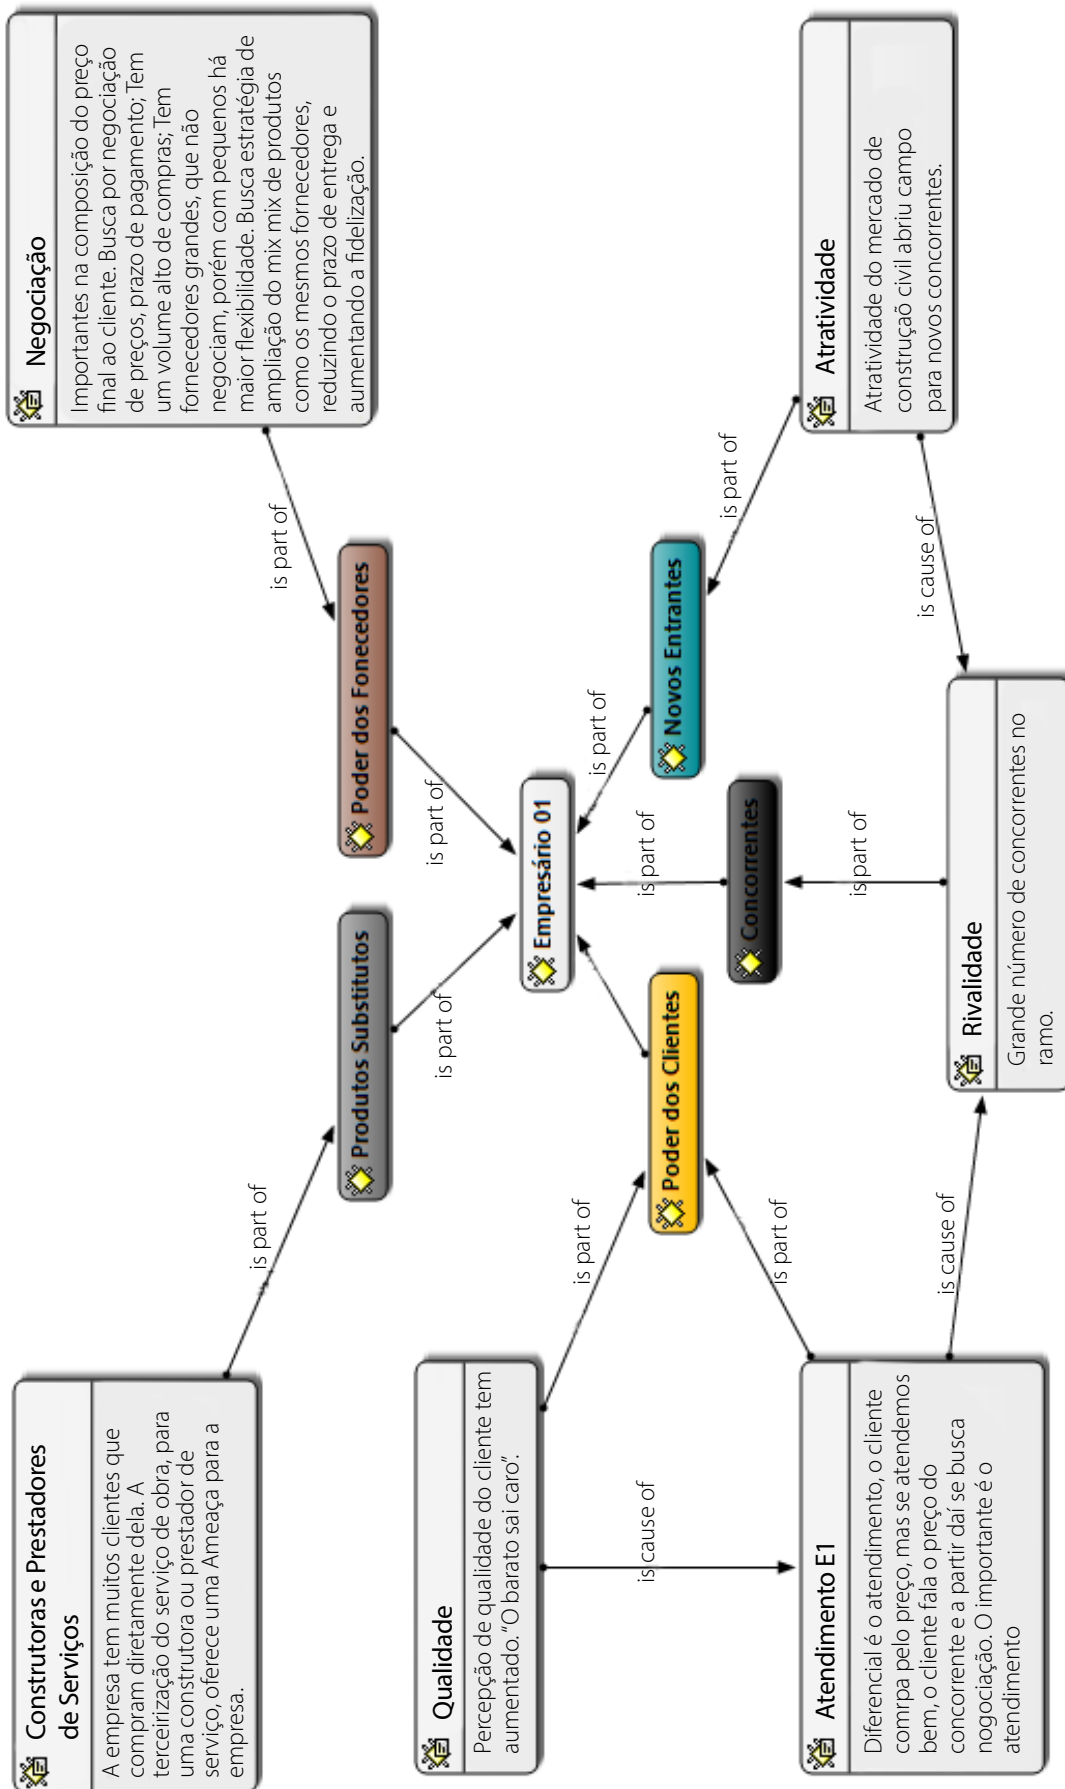 Construtoras e Prestadores
de Serviços
A empresa tem muitos clientes que
compram diretamente dela. A
terceirização do serviço de obra, para
uma construtora ou prestador de
serviço, oferece uma Ameaça para a
empresa.
Negociação
Importantes na composição do preço
final ao cliente. Busca por negociação
de preços, prazo de pagamento; Tem
um volume alto de compras; Tem
fornecedores grandes, que não
negociam, porém com pequenos há
maior flexibilidade. Busca estratégia de
ampliação do mix mix de produtos
como os mesmos fornecedores,
reduzindo o prazo de entrega e
aumentando a fidelização.
is part of
is part of
Produtos Substitutos
Poder dos Fonecedores
is part of
is part of
Empresário 01
Qualidade
Percepção de qualidade do cliente tem
aumentado. “O barato sai caro”.
is part of
is part of
is part of
Poder dos Clientes
Concorrentes
Novos Entrantes
is cause of
is part of
is part of
is part of
Atendimento E1
Diferencial é o atendimento, o cliente
comrpa pelo preço, mas se atendemos
bem, o cliente fala o preço do
concorrente e a partir daí se busca
nogociação. O importante é o
atendimento
Atratividade
Atratividade do mercado de
construçaõ civil abriu campo
para novos concorrentes.
is cause of
is cause of
Rivalidade
Grande número de concorrentes no
ramo.